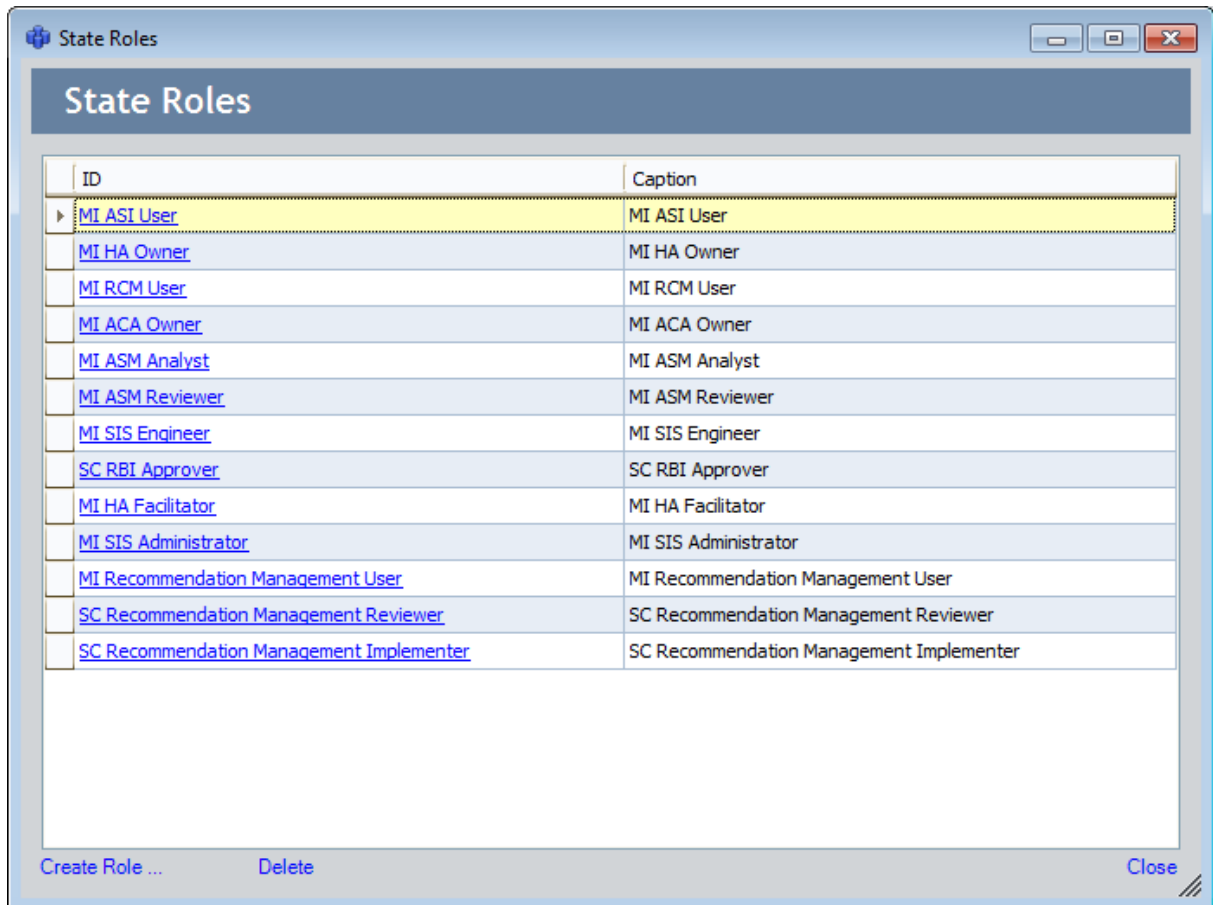 State Roles
State Roles
ID Caption
MI ASI User MI ASI User
MI HA Owner MI HA Owner
MI RCM User MI RCM User
MI ACA Owner MI ACA Owner
MI ASM Analyst MI ASM Analyst
MI ASM Reviewer MI ASM Reviewer
MI SIS Engineer MI SIS Engineer
SC RBI Approver SC RBI Approver
MI HA Facilitator MI HA Facilitator
MI SIS Administrator MI SIS Administrator
MI Recommendation Management User MI Recommendation Management User
SC Recommendation Management Reviewer SC Recommendation Management Reviewer
SC Recommendation Management Implementer SC Recommendation Management Implementer
Create Role ... Delete Close